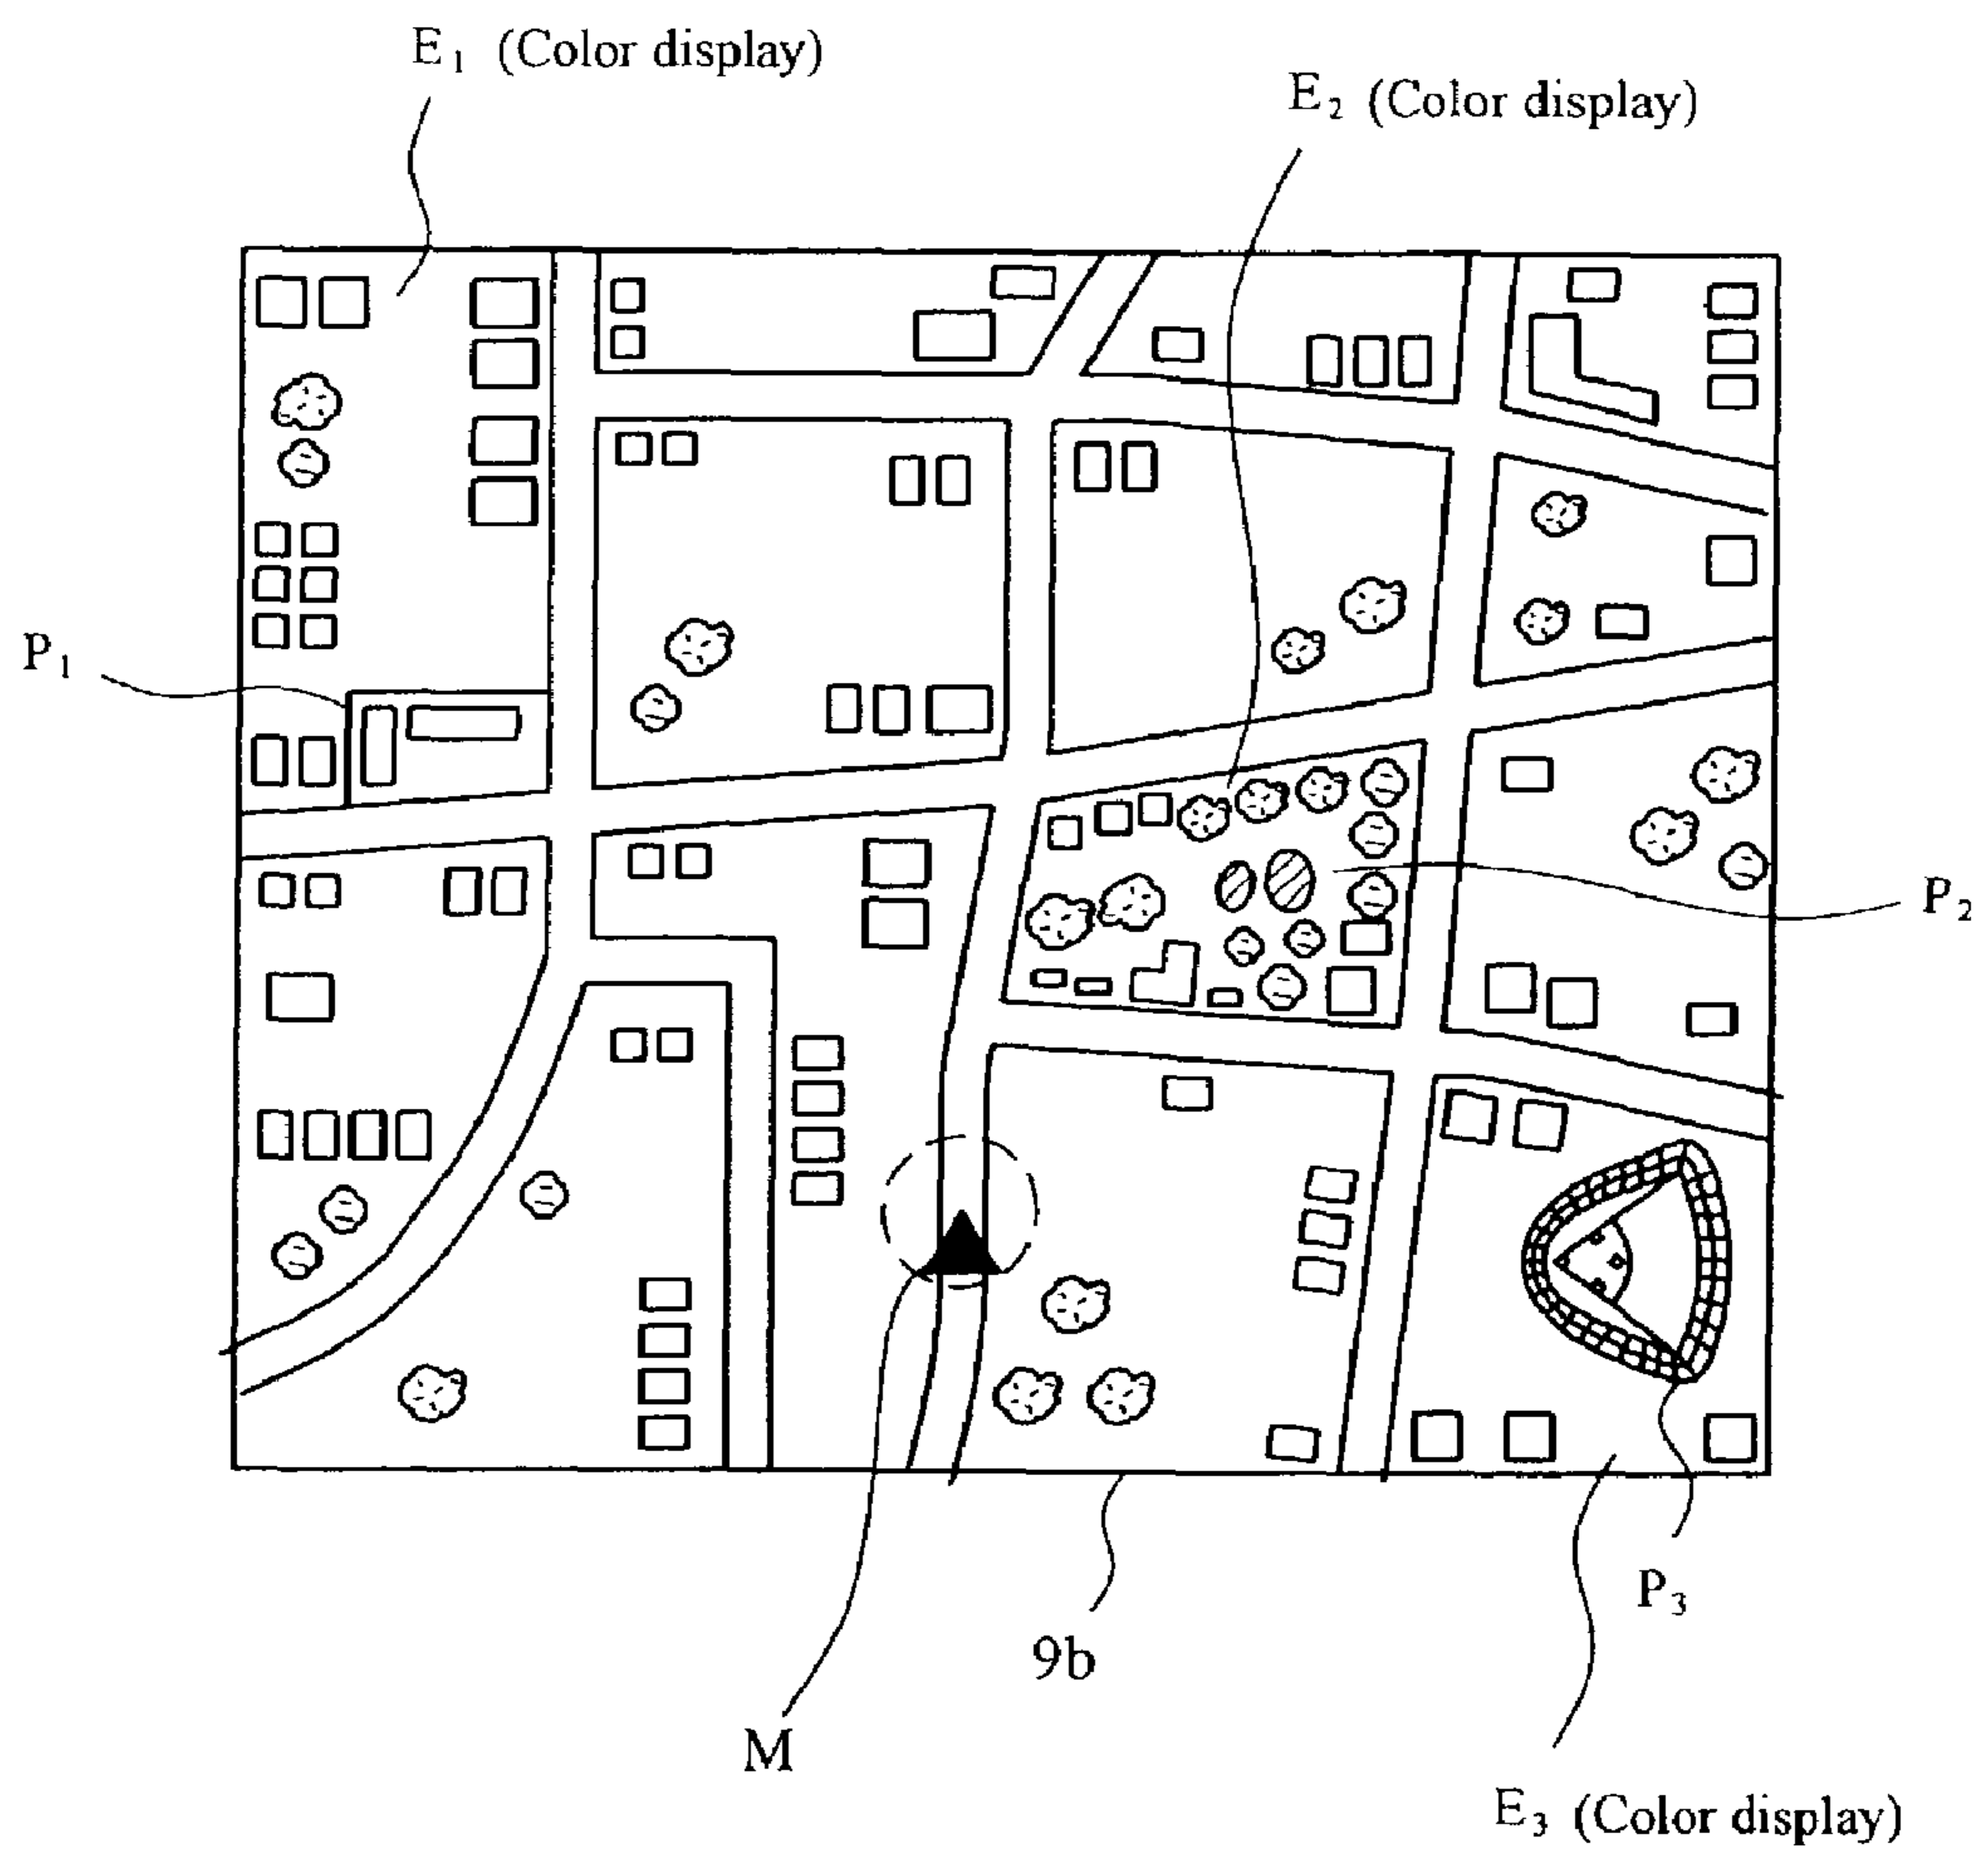 E₁ (Color display)
E₂ (Color display)
P₁
P₂
P₃
9b
M
E₃ (Color display)